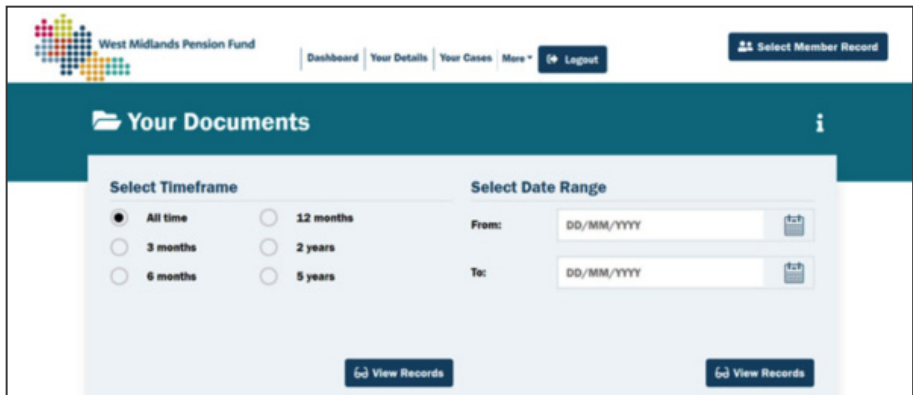 West Midlands Pension Fund
Dashboard Your Details Your Cases More Logout
Select Member Record
Your Documents
Select Timeframe
All time 12 months
3 months 2 years
6 months 5 years
View Records
Select Date Range
From: DD/MM/YYYY
To: DD/MM/YYYY
View Records